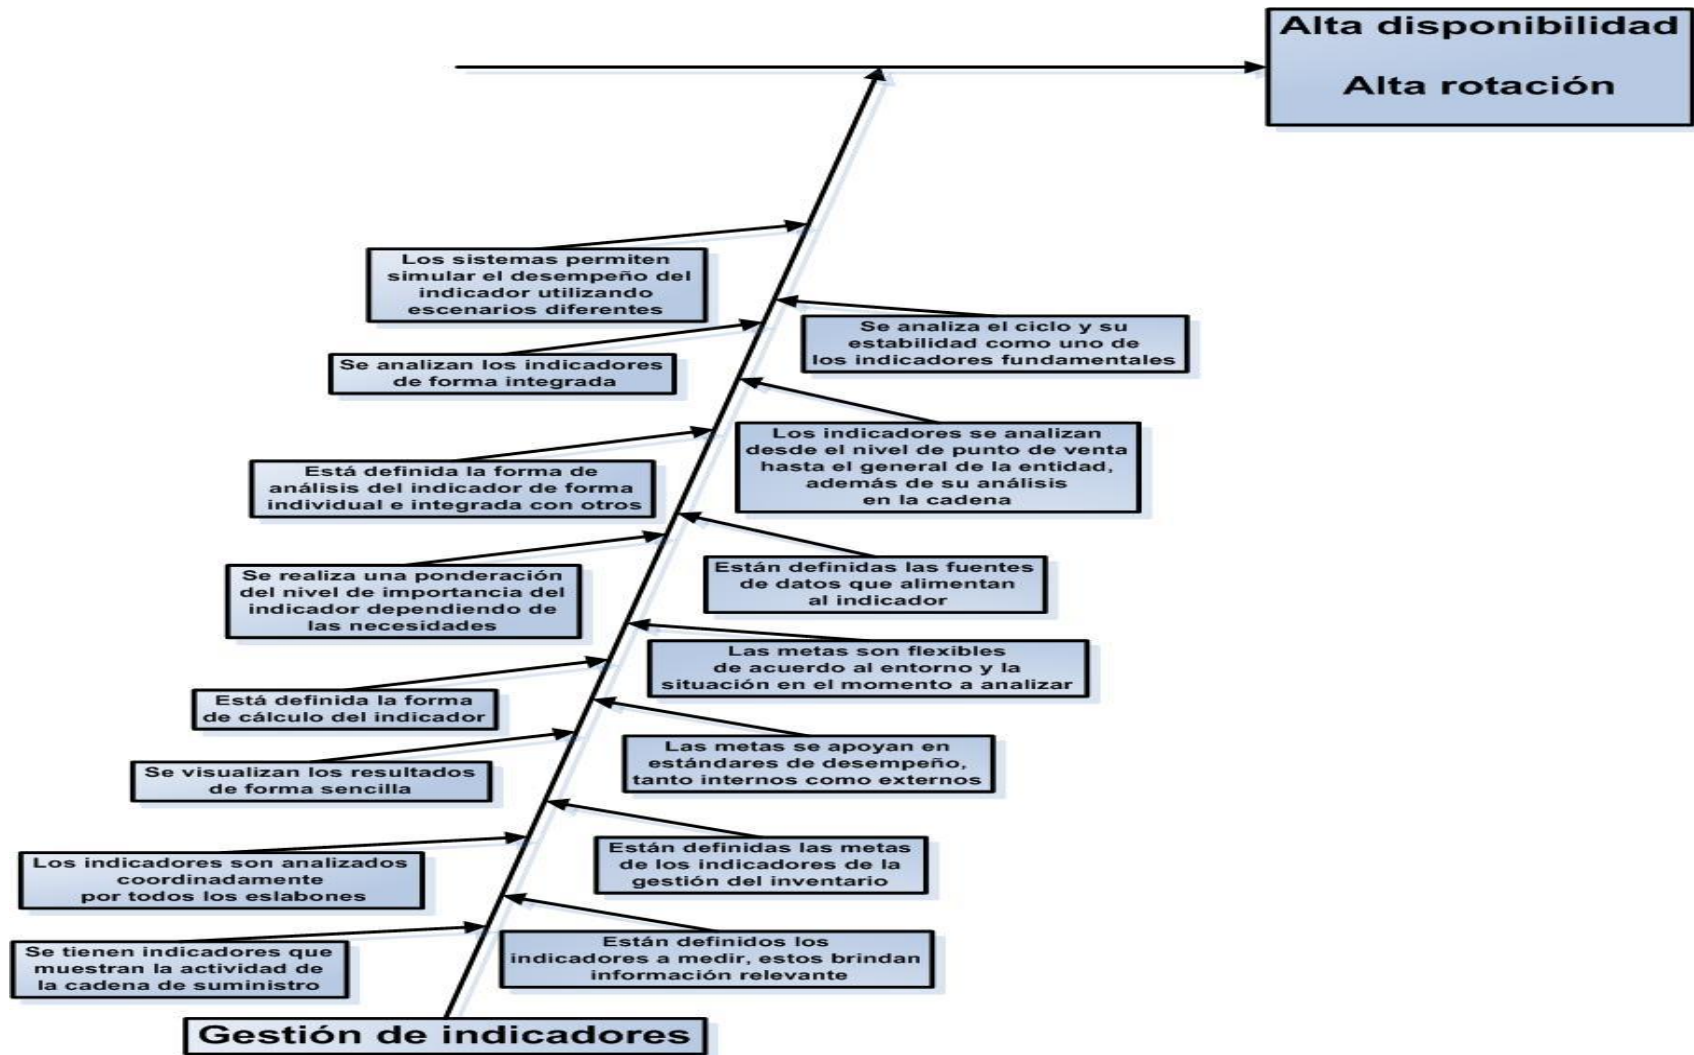 Alta disponibilidad
Alta rotación
Los sistemas permiten
simular el desempeño del
indicador utilizando
escenarios diferentes
Se analiza el ciclo y su
estabilidad como uno de
los indicadores fundamentales
Se analizan los indicadores
de forma integrada
Los indicadores se analizan
desde el nivel de punto de venta
hasta el general de la entidad,
además de su análisis
en la cadena
Está definida la forma de
análisis del indicador de forma
individual e integrada con otros
Están definidas las fuentes
de datos que alimentan
al indicador
Se realiza una ponderación
del nivel de importancia del
indicador dependiendo de
las necesidades
Las metas son flexibles
de acuerdo al entorno y la
situación en el momento a analizar
Está definida la forma
de cálculo del indicador
Las metas se apoyan en
estándares de desempeño,
tanto internos como externos
Se visualizan los resultados
de forma sencilla
Están definidas las metas
de los indicadores de la
gestión del inventario
Los indicadores son analizados
coordinadamente
por todos los eslabones
Están definidos los
indicadores a medir, estos brindan
información relevante
Se tienen indicadores que
muestran la actividad de
la cadena de suministro
Gestión de indicadores